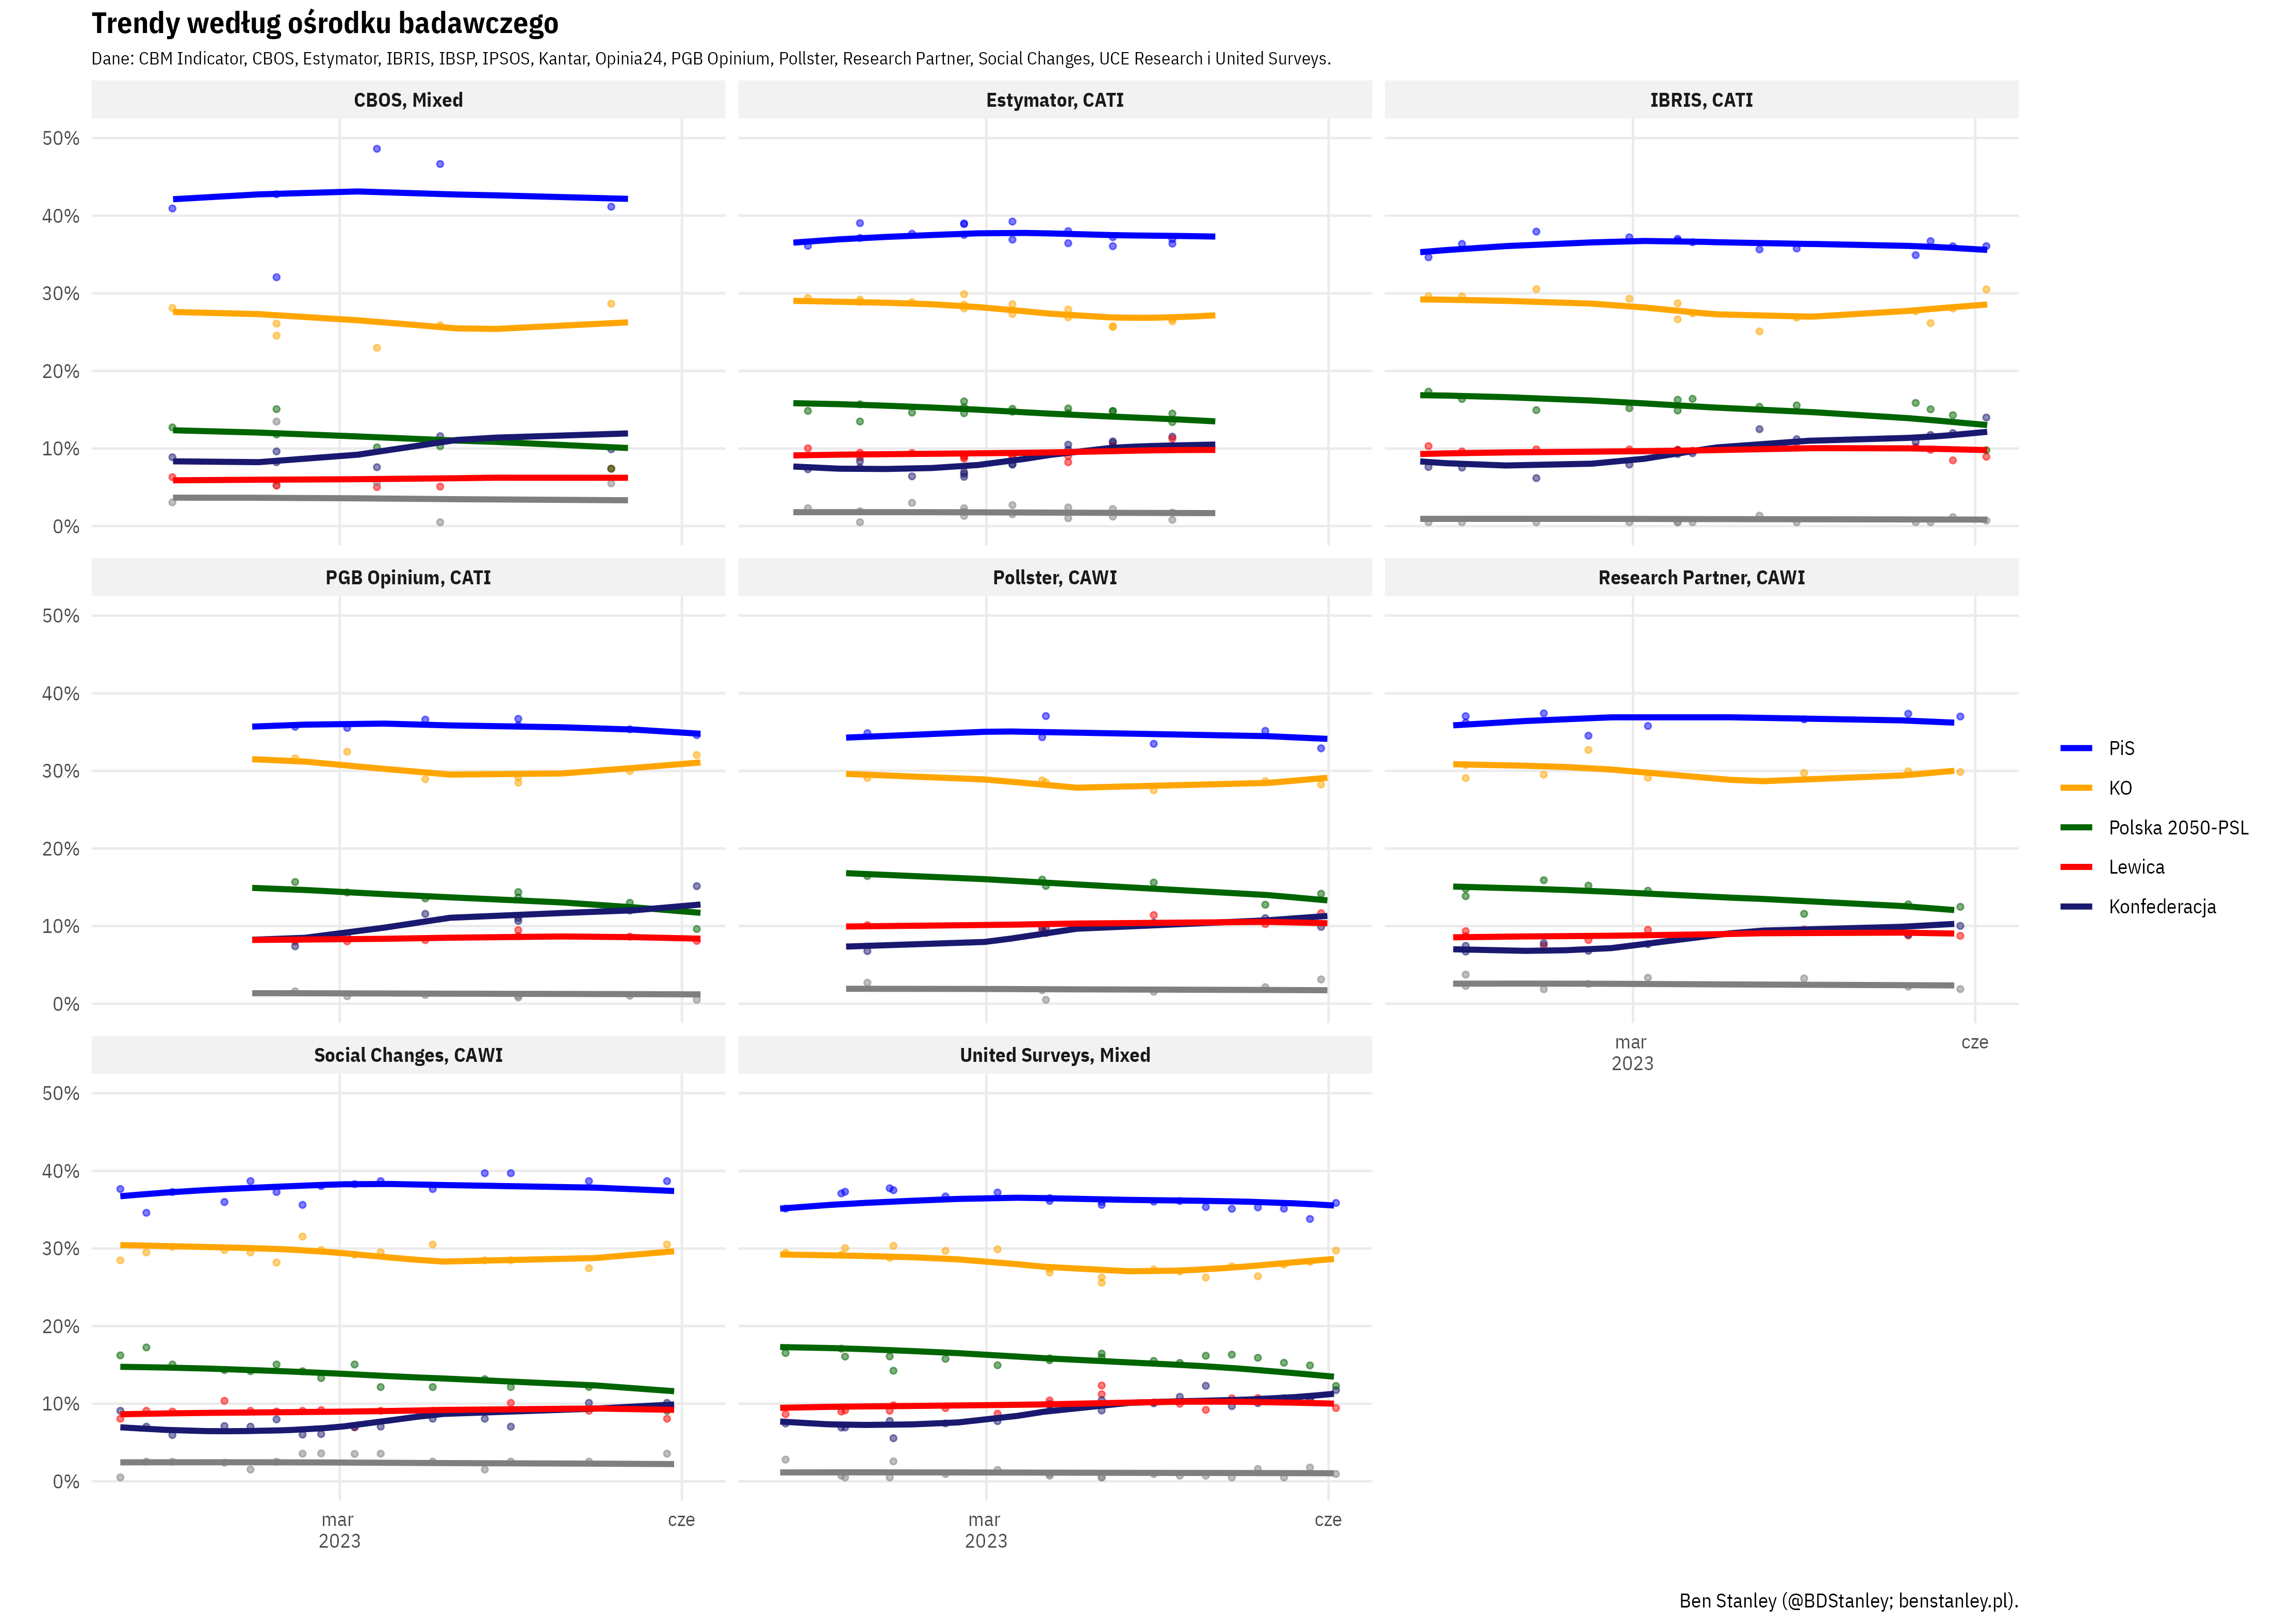 Trendy według ośrodku badawczego
Dane: CBM Indicator, CBOS, Estymator, IBRIS, IBSP, IPSOS, Kantar, Opinia24, PGB Opinium, Pollster, Research Partner, Social Changes, UCE Research i United Surveys.
CBOS, Mixed
Estymator, CATI
IBRIS, CATI
50%
40%
30%
20%
10%
0%
PGB Opinium, CATI
Pollster, CAWI
Research Partner, CAWI
50%
40%
30%
20%
10%
0%
PiS
KO
Polska 2050-PSL
Lewica
Konfederacja
mar
2023
cze
Social Changes, CAWI
United Surveys, Mixed
50%
40%
30%
20%
10%
0%
mar
2023
cze
mar
2023
cze
Ben Stanley (@BDStanley; benstanley.pl).